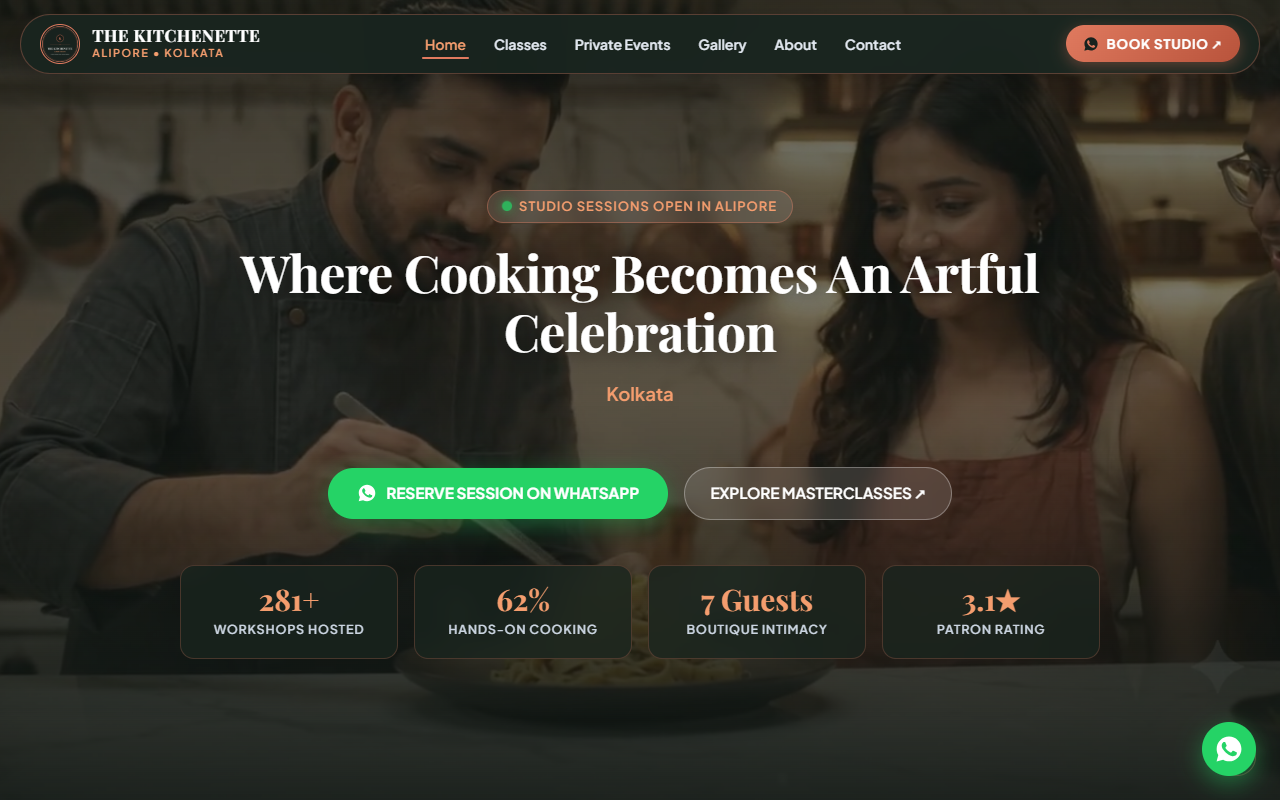 THE KITCHENETTE
ALIPORE • KOLKATA
Home
Classes
Private Events
Gallery
About
Contact
BOOK STUDIO ↗
STUDIO SESSIONS OPEN IN ALIPORE
Where Cooking Becomes An Artful
Celebration
Kolkata
RESERVE SESSION ON WHATSAPP
EXPLORE MASTERCLASSES ↗
281+
WORKSHOPS HOSTED
62%
HANDS-ON COOKING
7 Guests
BOUTIQUE INTIMACY
3.1★
PATRON RATING